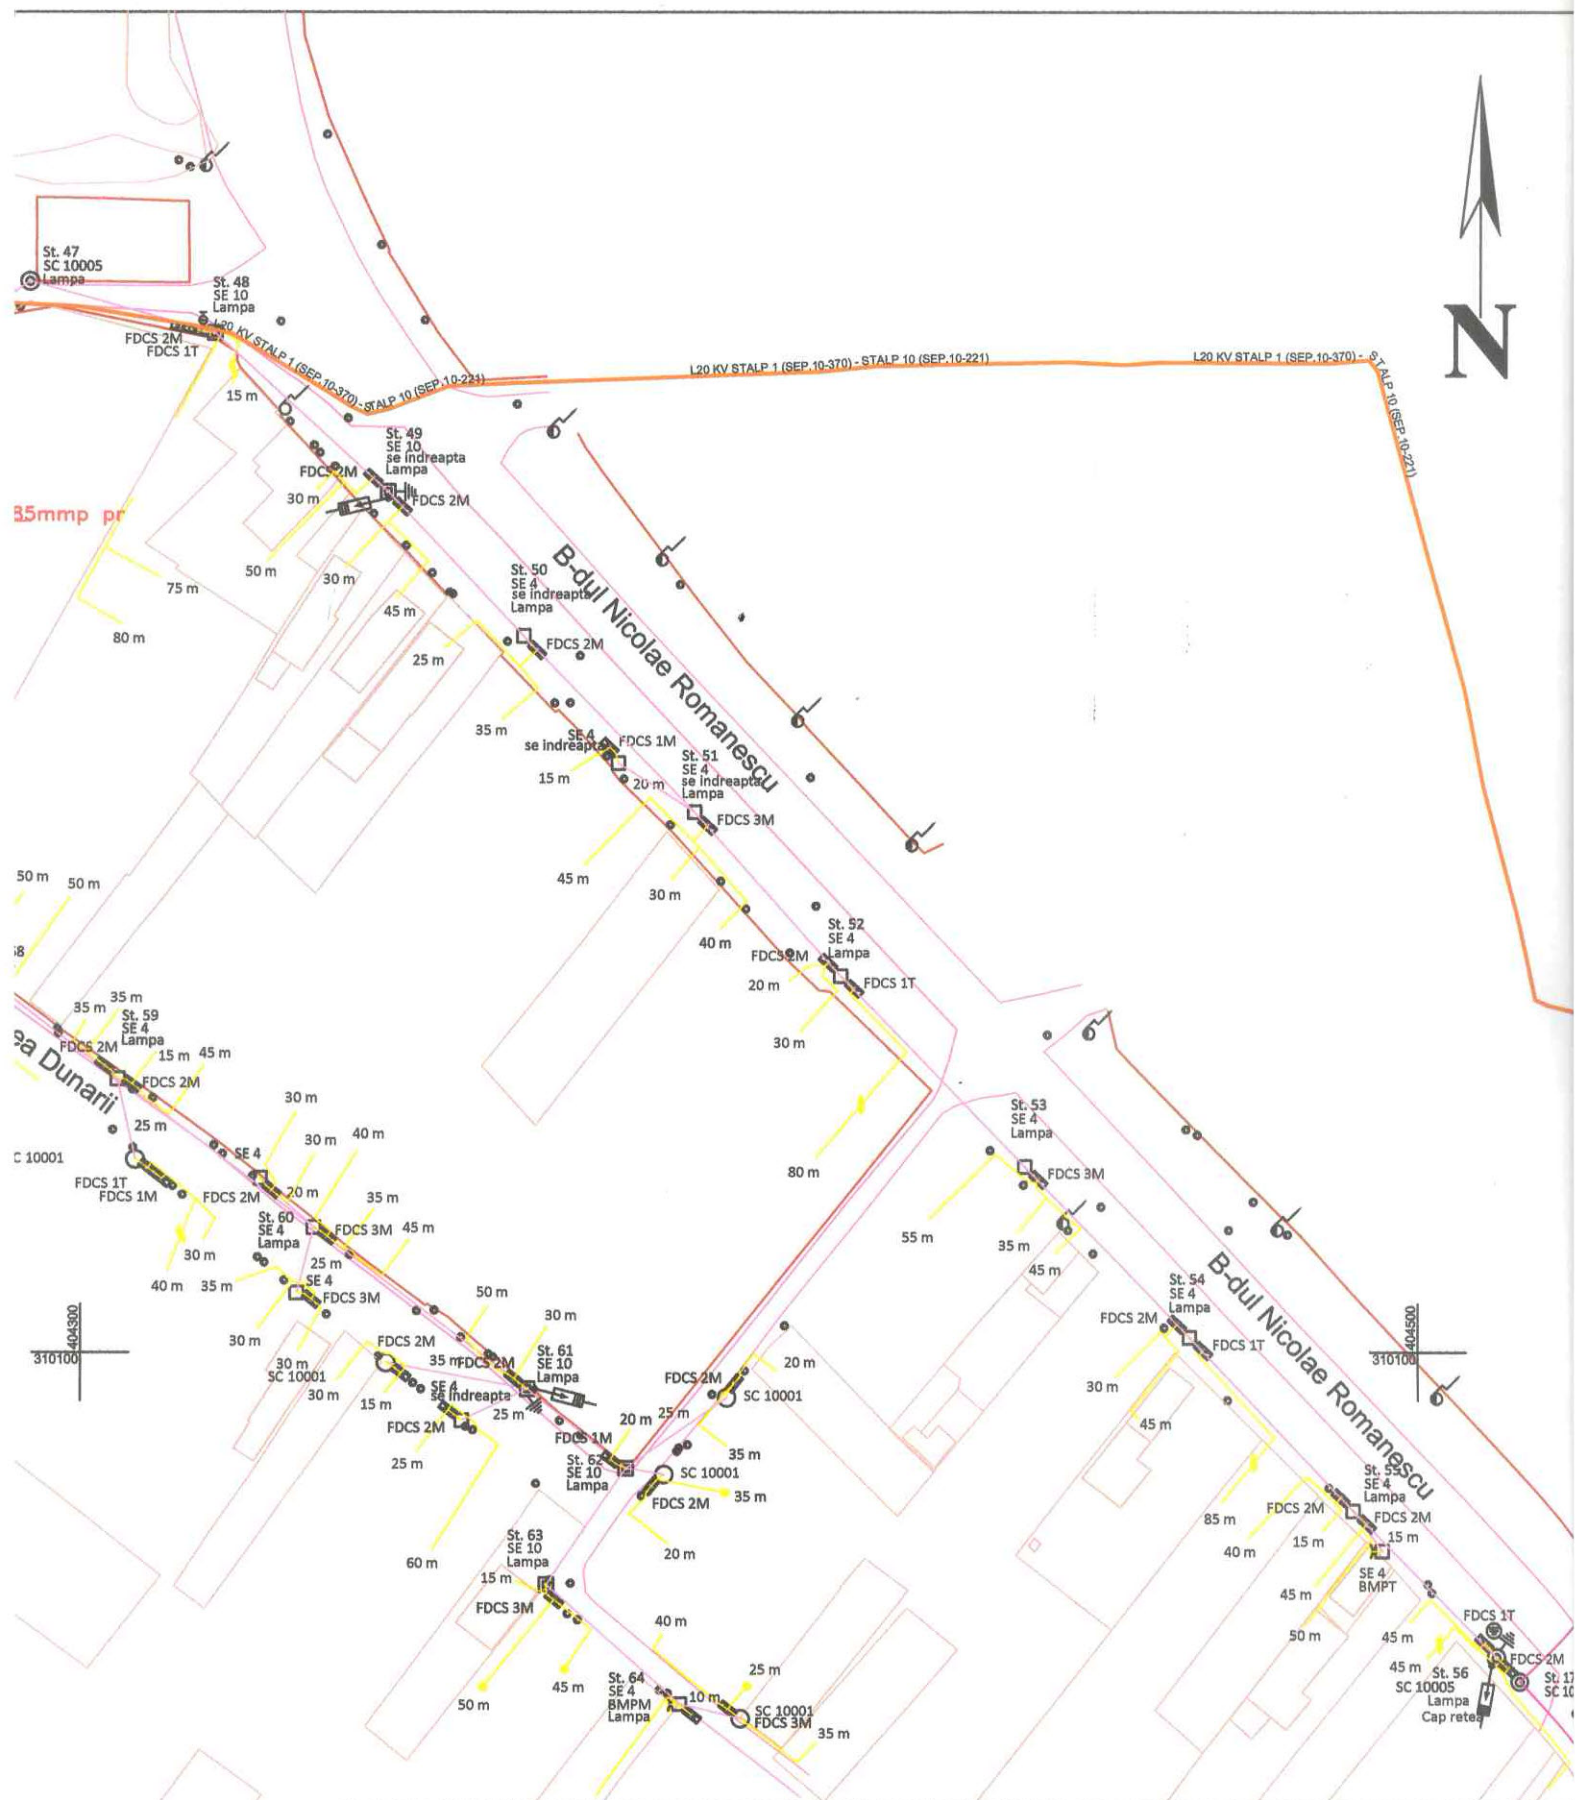 N
St. 47
SC 10005
Lampa
St. 48
SE 10
Lampa
FDCS 2M
FDCS 1T
L20 KV STALP 1 (SEP.10-370) - STALP 10 (SEP.10-221)
L20 KV STALP 1 (SEP.10-370) - STALP 10 (SEP.10-221)
L20 KV STALP 1 (SEP.10-370) - STALP 10 (SEP.10-221)
15 m
St. 49
SE 10
se indreapta
Lampa
FDCS 2M
30 m
FDCS 2M
35mmp pr
50 m
30 m
75 m
45 m
80 m
St. 50
SE 4
se indreapta
Lampa
FDCS 2M
25 m
35 m
B-dul Nicolae Romanescu
SE 4
se indreapta
FDCS 1M
15 m
20 m
St. 51
SE 4
se indreapta
Lampa
FDCS 3M
45 m
30 m
40 m
50 m
50 m
58
St. 52
SE 4
Lampa
FDCS 2M
FDCS 1T
20 m
30 m
80 m
35 m
35 m
St. 59
SE 4
Lampa
FDCS 2M
15 m
45 m
FDCS 2M
ea Dunarii
25 m
C 10001
FDCS 1T
FDCS 1M
30 m
SE 4
30 m
40 m
FDCS 2M
20 m
35 m
St. 60
SE 4
Lampa
FDCS 3M
45 m
30 m
40 m
35 m
25 m
SE 4
FDCS 3M
30 m
30 m
SC 10001
30 m
404300
310100
50 m
30 m
FDCS 2M
35 m
FDCS 2M
St. 61
SE 10
Lampa
15 m
SE 4
se indreapta
FDCS 2M
25 m
25 m
60 m
FDCS 1M
20 m
25 m
St. 62
SE 10
Lampa
FDCS 2M
SC 10001
20 m
35 m
SC 10001
35 m
FDCS 2M
20 m
St. 63
SE 10
Lampa
15 m
FDCS 3M
50 m
45 m
40 m
St. 64
SE 4
BMPM
Lampa
10 m
25 m
SC 10001
FDCS 3M
35 m
St. 53
SE 4
Lampa
FDCS 3M
55 m
35 m
45 m
St. 54
SE 4
Lampa
FDCS 2M
FDCS 1T
30 m
45 m
B-dul Nicolae Romanescu
404500
310100
St. 55
SE 4
Lampa
FDCS 2M
FDCS 2M
85 m
40 m
15 m
15 m
SE 4
BMPT
45 m
50 m
45 m
45 m
FDCS 1T
FDCS 2M
St. 56
SC 10005
Lampa
Cap retea
St. 17
SC 10